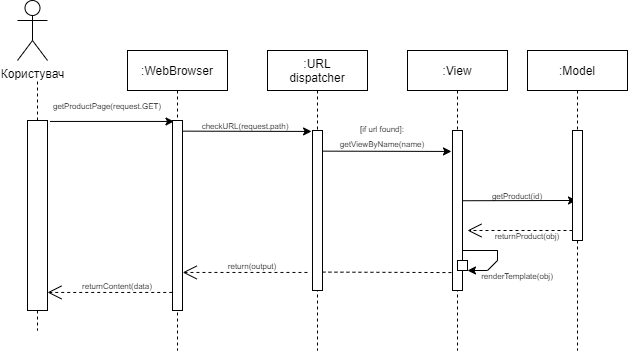 Користувач
:WebBrowser
:URL
dispatcher
:View
:Model
getProductPage(request.GET)
checkURL(request.path)
[if url found]:
getViewByName(name)
getProduct(id)
returnProduct(obj)
return(output)
renderTemplate(obj)
returnContent(data)